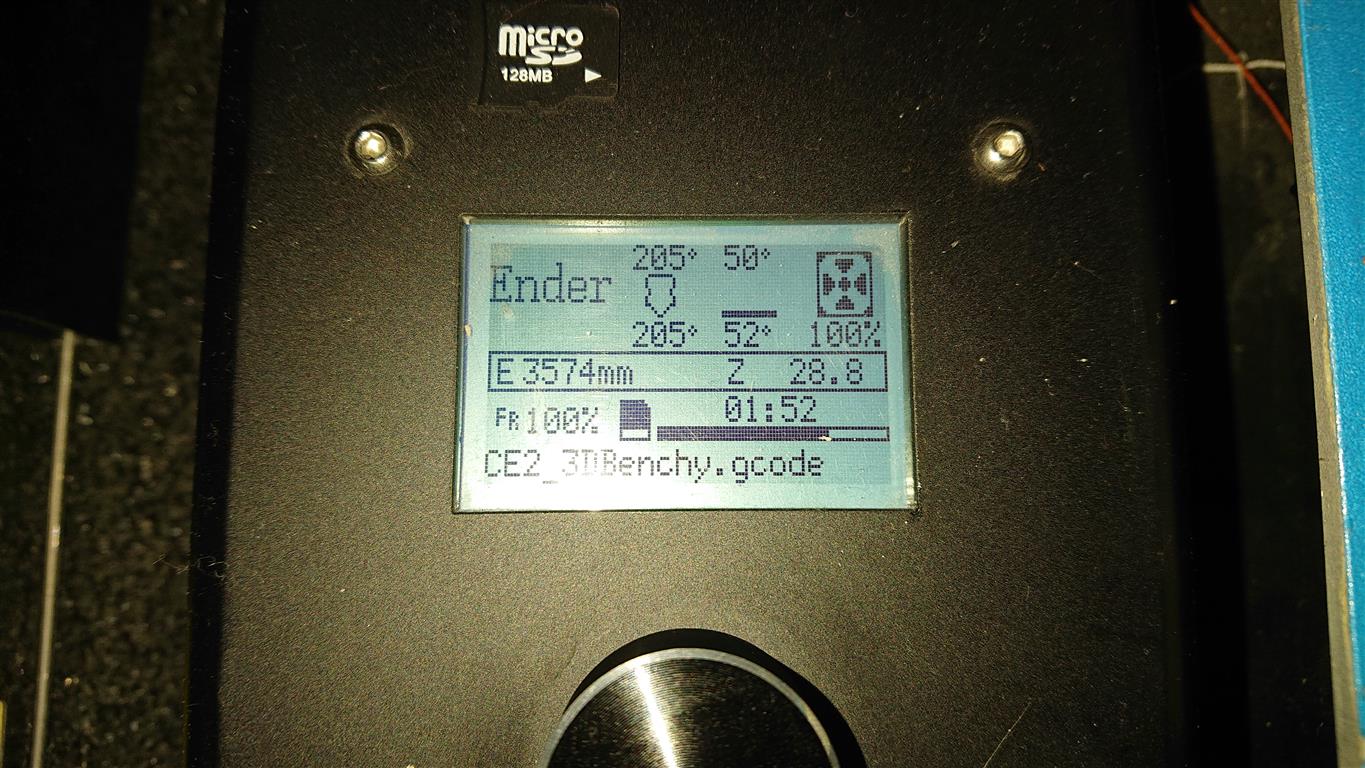 Micro
SD
128MB
205° 50°
Ender
205° 52° 100%
E 3574mm Z 28.8
FR 100% 01:52
CE2_3DBenchy.gcode